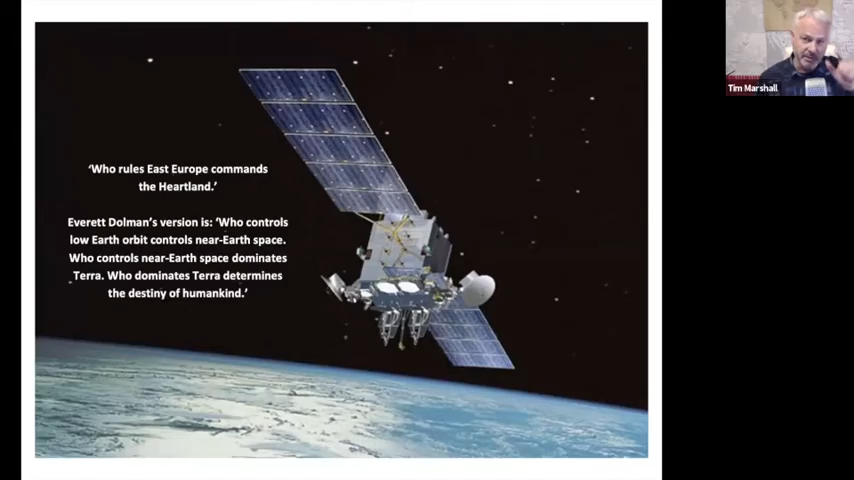 ‘Who rules East Europe commands
the Heartland.’
Everett Dolman’s version is: ‘Who controls
low Earth orbit controls near-Earth space.
Who controls near-Earth space dominates
Terra. Who dominates Terra determines
the destiny of humankind.’
Tim Marshall